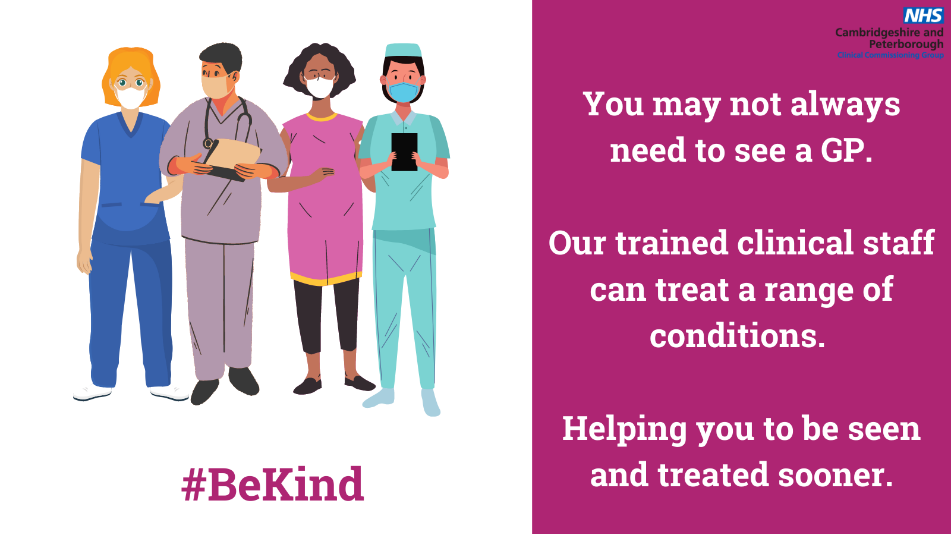 NHS
Cambridgeshire and
Peterborough
Clinical Commissioning Group
You may not always
need to see a GP.
Our trained clinical staff
can treat a range of
conditions.
Helping you to be seen
and treated sooner.
#BeKind